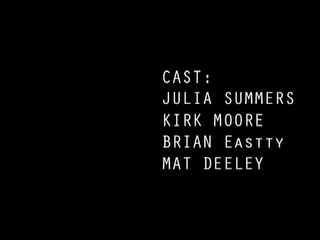 CAST:
JULIA SUMMERS
KIRK MOORE
BRIAN Eastty
MAT DEELEY